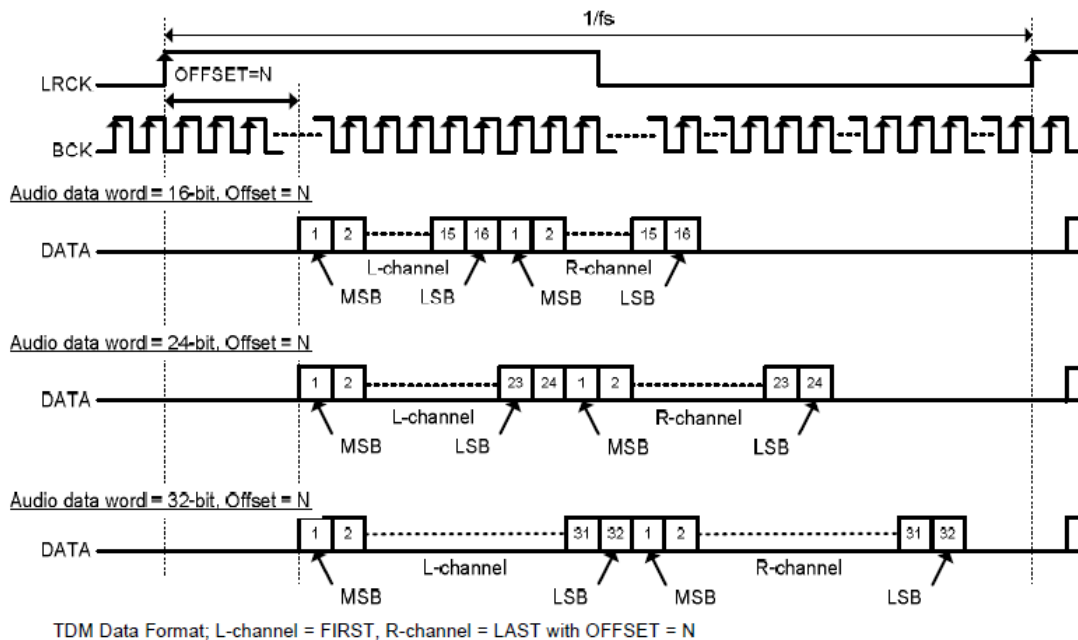 1/fs
LRCK
OFFSET=N
BCK
Audio data word = 16-bit, Offset = N
DATA
1 2 15 16 1 2 15 16
L-channel R-channel
MSB LSB MSB LSB
Audio data word = 24-bit, Offset = N
DATA
1 2 23 24 1 2 23 24
L-channel R-channel
MSB LSB MSB LSB
Audio data word = 32-bit, Offset = N
DATA
1 2 31 32 1 2 31 32
L-channel R-channel
MSB LSB MSB LSB
TDM Data Format; L-channel = FIRST, R-channel = LAST with OFFSET = N